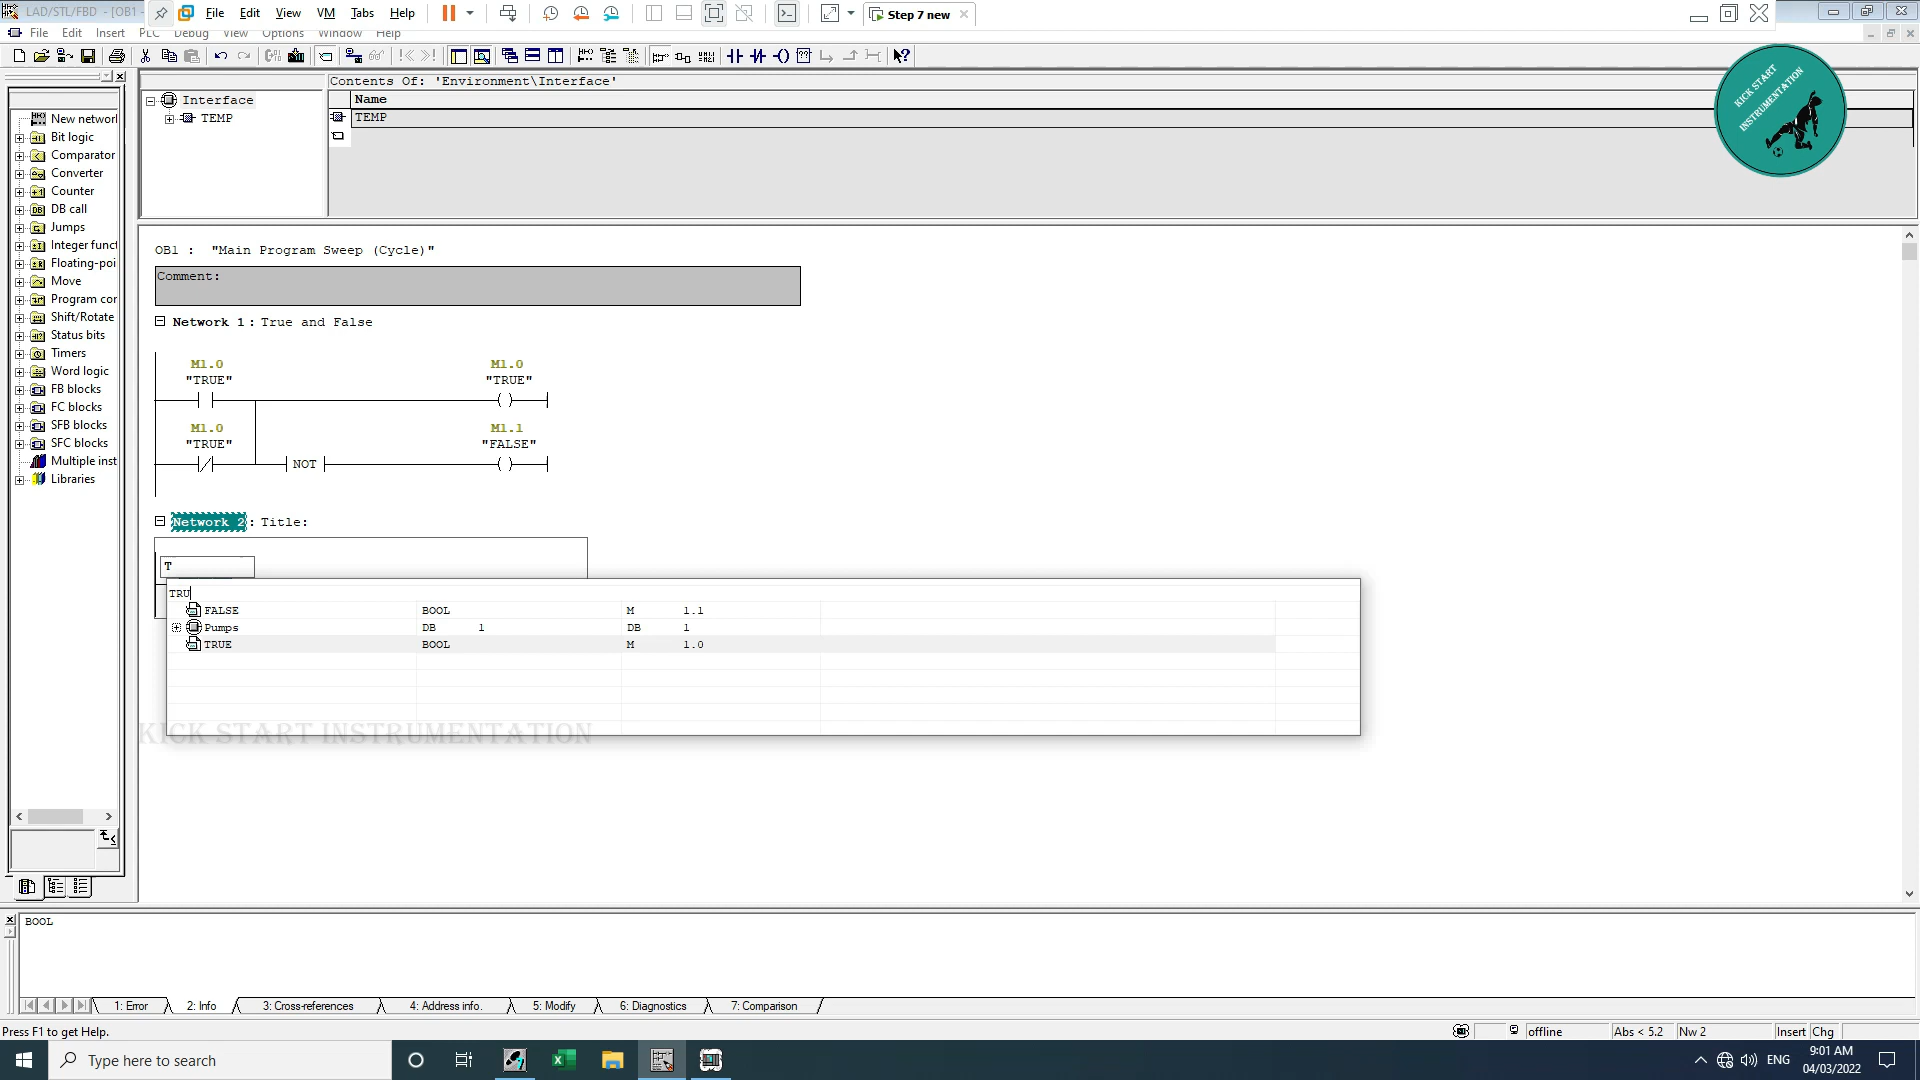 LAD/STL/FBD - [OB1 -
File Edit View VM Tabs Help
Step 7 new
File Edit Insert PLC Debug View Options Window Help
Contents Of: 'Environment\Interface'
Interface
TEMP
Name
TEMP
KICK START
INSTRUMENTATION
New network
Bit logic
Comparator
Converter
Counter
DB call
Jumps
Integer funct
Floating-poi
Move
Program cor
Shift/Rotate
Status bits
Timers
Word logic
FB blocks
FC blocks
SFB blocks
SFC blocks
Multiple inst
Libraries
OB1 : "Main Program Sweep (Cycle)"
Comment:
Network 1: True and False
M1.0 M1.0
"TRUE" "TRUE"
M1.0 M1.1
"TRUE" "FALSE"
NOT
Network 2: Title:
T
TRU
FALSE BOOL M 1.1
Pumps DB 1 DB 1
TRUE BOOL M 1.0
KICK START INSTRUMENTATION
BOOL
1: Error 2: Info 3: Cross-references 4: Address info. 5: Modify 6: Diagnostics 7: Comparison
Press F1 to get Help.
offline Abs < 5.2 Nw 2 Insert Chg
Type here to search
ENG
9:01 AM
04/03/2022